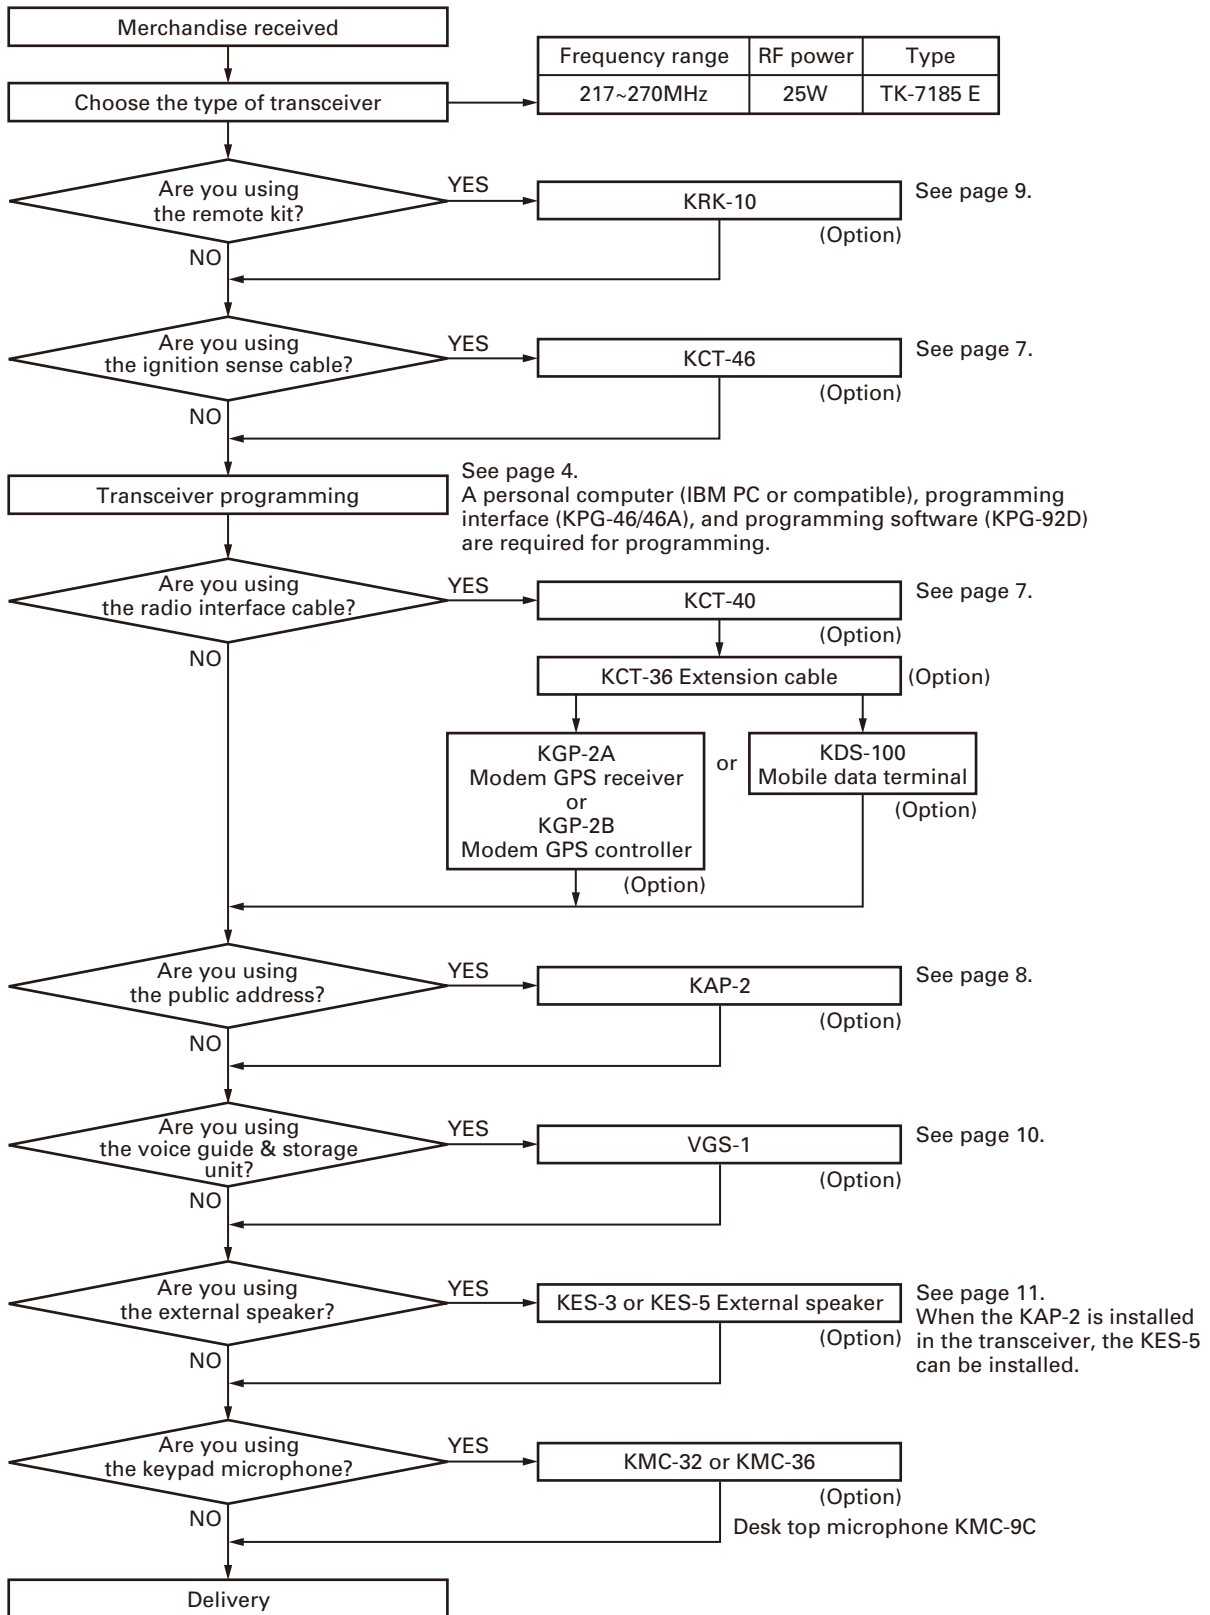 Merchandise received
Frequency range RF power Type
217~270MHz 25W TK-7185 E
Choose the type of transceiver
Are you using
the remote kit?
YES
KRK-10
See page 9.
(Option)
NO
Are you using
the ignition sense cable?
YES
KCT-46
See page 7.
(Option)
NO
Transceiver programming
See page 4.
A personal computer (IBM PC or compatible), programming
interface (KPG-46/46A), and programming software (KPG-92D)
are required for programming.
Are you using
the radio interface cable?
YES
KCT-40
See page 7.
(Option)
NO
KCT-36 Extension cable
(Option)
KGP-2A
Modem GPS receiver
or
KGP-2B
Modem GPS controller
(Option)
or
KDS-100
Mobile data terminal
(Option)
Are you using
the public address?
YES
KAP-2
See page 8.
(Option)
NO
Are you using
the voice guide & storage
unit?
YES
VGS-1
See page 10.
(Option)
NO
Are you using
the external speaker?
YES
KES-3 or KES-5 External speaker
(Option)
See page 11.
When the KAP-2 is installed
in the transceiver, the KES-5
can be installed.
NO
Are you using
the keypad microphone?
YES
KMC-32 or KMC-36
(Option)
NO
Desk top microphone KMC-9C
Delivery